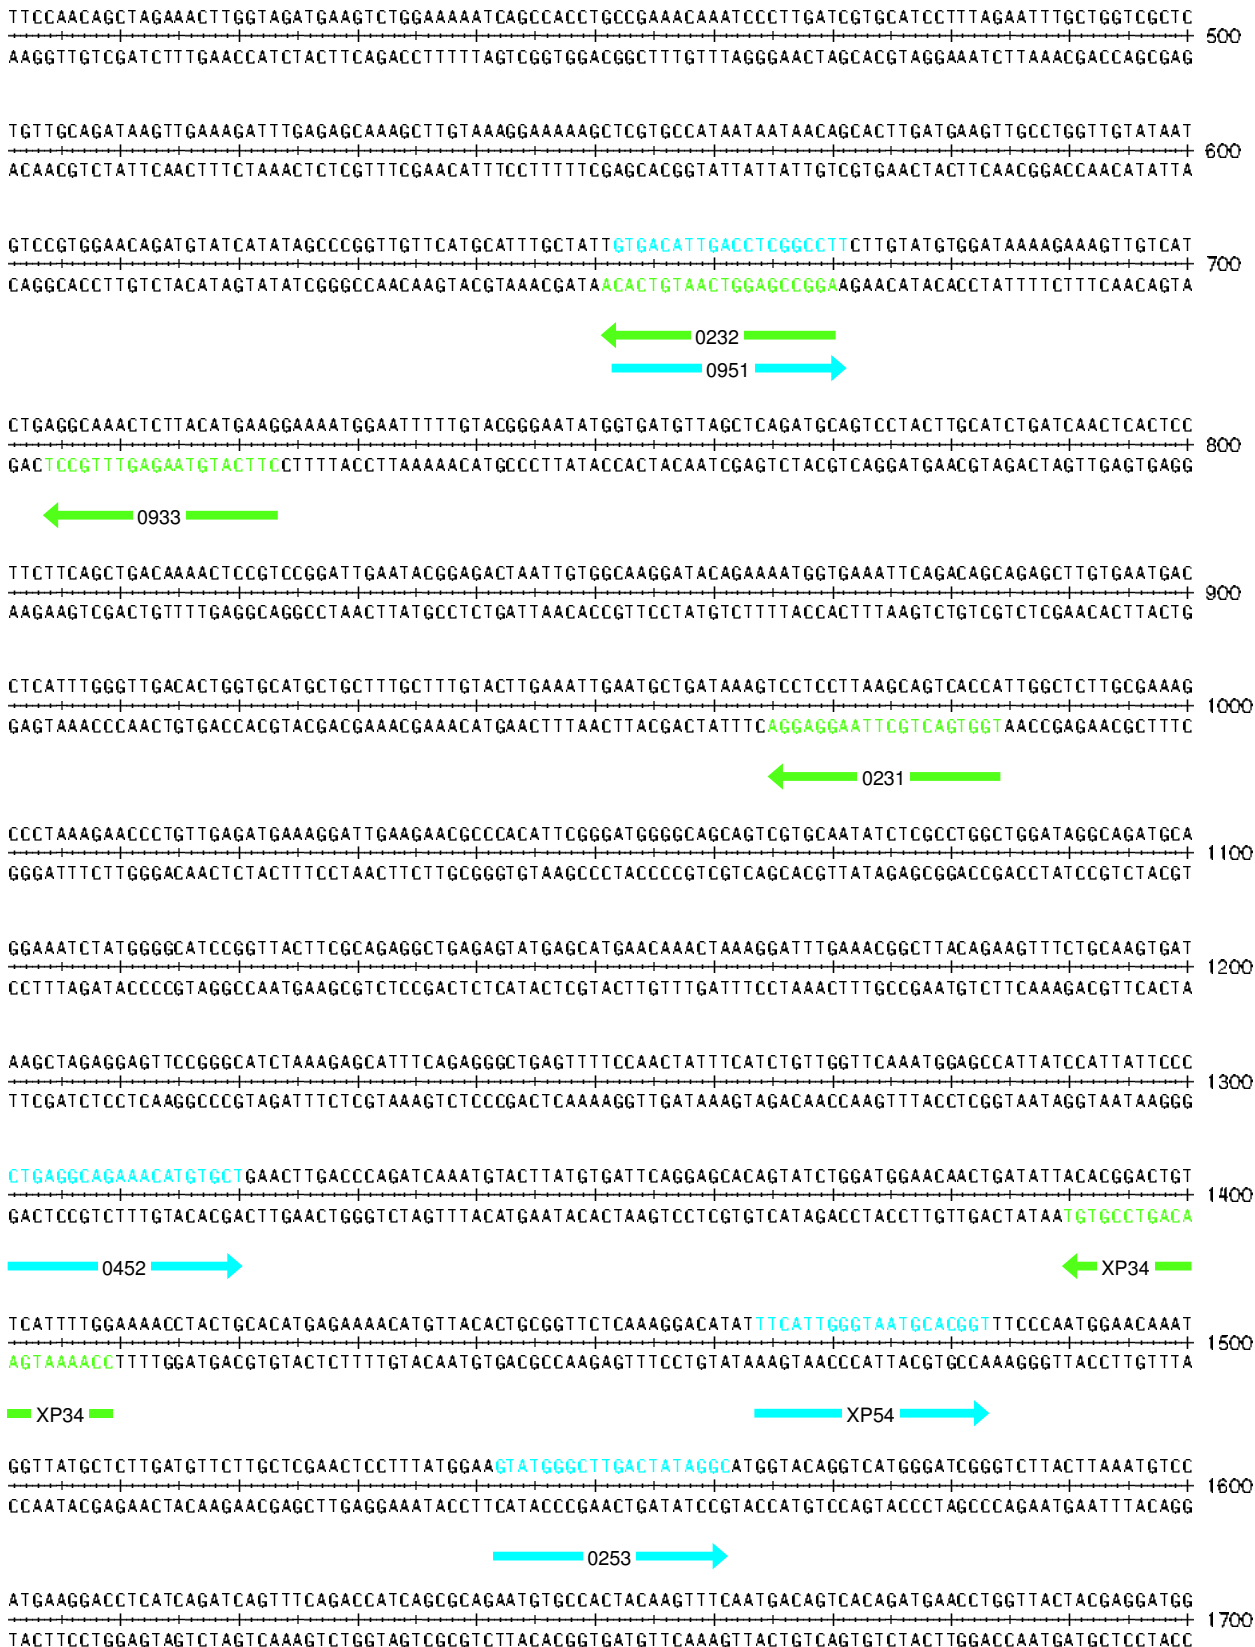 TTCCAACAGCTAGAAACTTGGTAGATGAAGTCTGGAAAAATCAGCCACCTGCCGAAACAAATCCCTTGATCGTGCATCCTTTAGAATTTGCTGGTCGCTC
500
AAGGTTGTCGATCTTTGAACCATCTACTTCAGACCTTTTTAGTCGGTGGACGGCTTTGTTTAGGGAACTAGCACGTAGGAAATCTTAAACGACCAGCGAG
TGTTGCAGATAAGTTGAAAGATTTGAGAGCAAAGCTTGTAAAGGAAAAAGCTCGTGCCATAATAATAACAGCACTTGATGAAGTTGCCTGGTTGTATAAT
600
ACAACGTCTATTCAACTTTCTAAACTCTCGTTTCGAACATTTCCTTTTTCGAGCACGGTATTATTATTGTCGTGAACTACTTCAACGGACCAACATATTA
GTCCGTGGAACAGATGTATCATATAGCCCGGTTGTTCATGCATTTGCTATTGTGACATTGACCTCGGCCTTCTTGTATGTGGATAAAAGAAAGTTGTCAT
700
CAGGCACCTTGTCTACATAGTATATCGGGCCAACAAGTACGTAAACGATAACACTGTAACTGGAGCCGGAAGAACATACACCTATTTTCTTTCAACAGTA
0232
0951
CTGAGGCAAACTCTTACATGAAGGAAAATGGAATTTTTGTACGGGAATATGGTGATGTTAGCTCAGATGCAGTCCTACTTGCATCTGATCAACTCACTCC
800
GACTCCGTTTGAGAATGTACTTCCTTTTACCTTAAAAACATGCCCTTATACCACTACAATCGAGTCTACGTCAGGATGAACGTAGACTAGTTGAGTGAGG
0933
TTCTTCAGCTGACAAAACTCCGTCCGGATTGAATACGGAGACTAATTGTGGCAAGGATACAGAAAATGGTGAAATTCAGACAGCAGAGCTTGTGAATGAC
900
AAGAAGTCGACTGTTTTGAGGCAGGCCTAACTTATGCCTCTGATTAACACCGTTCCTATGTCTTTTACCACTTTAAGTCTGTCGTCTCGAACACTTACTG
CTCATTTGGGTTGACACTGGTGCATGCTGCTTTGCTTTGTACTTGAAATTGAATGCTGATAAAGTCCTCCTTAAGCAGTCACCATTGGCTCTTGCGAAAG
1000
GAGTAAACCCAACTGTGACCACGTACGACGAAACGAAACATGAACTTTAACTTACGACTATTTCAGGAGGAATTCGTCAGTGGTAACCGAGAACGCTTTC
0231
CCCTAAAGAACCCTGTTGAGATGAAAGGATTGAAGAACGCCCACATTCGGGATGGGGCAGCAGTCGTGCAATATCTCGCCTGGCTGGATAGGCAGATGCA
1100
GGGATTTCTTGGGACAACTCTACTTTCCTAACTTCTTGCGGGTGTAAGCCCTACCCCGTCGTCAGCACGTTATAGAGCGGACCGACCTATCCGTCTACGT
GGAAATCTATGGGGCATCCGGTTACTTCGCAGAGGCTGAGAGTATGAGCATGAACAAACTAAAGGATTTGAAACGGCTTACAGAAGTTTCTGCAAGTGAT
1200
CCTTTAGATACCCCGTAGGCCAATGAAGCGTCTCCGACTCTCATACTCGTACTTGTTTGATTTCCTAAACTTTGCCGAATGTCTTCAAAGACGTTCACTA
AAGCTAGAGGAGTTCCGGGCATCTAAAGAGCATTTCAGAGGGCTGAGTTTTCCAACTATTTCATCTGTTGGTTCAAATGGAGCCATTATCCATTATTCCC
1300
TTCGATCTCCTCAAGGCCCGTAGATTTCTCGTAAAGTCTCCCGACTCAAAAGGTTGATAAAGTAGACAACCAAGTTTACCTCGGTAATAGGTAATAAGGG
CTGAGGCAGAAACATGTGCTGAACTTGACCCAGATCAAATGTACTTATGTGATTCAGGAGCACAGTATCTGGATGGAACAACTGATATTACACGGACTGT
1400
GACTCCGTCTTTGTACACGACTTGAACTGGGTCTAGTTTACATGAATACACTAAGTCCTCGTGTCATAGACCTACCTTGTTGACTATAATGTGCCTGACA
0452
XP34
TCATTTTGGAAAACCTACTGCACATGAGAAAACATGTTACACTGCGGTTCTCAAAGGACATATTTCATTGGGTAATGCACGGTTTCCCAATGGAACAAAT
1500
AGTAAAACCTTTTGGATGACGTGTACTCTTTTGTACAATGTGACGCCAAGAGTTTCCTGTATAAAGTAACCCATTACGTGCCAAAGGGTTACCTTGTTTA
XP34
XP54
GGTTATGCTCTTGATGTTCTTGCTCGAACTCCTTTATGGAAGTATGGGCTTGACTATAGGCATGGTACAGGTCATGGGATCGGGTCTTACTTAAATGTCC
1600
CCAATACGAGAACTACAAGAACGAGCTTGAGGAAATACCTTCATACCCGAACTGATATCCGTACCATGTCCAGTACCCTAGCCCAGAATGAATTTACAGG
0253
ATGAAGGACCTCATCAGATCAGTTTCAGACCATCAGCGCAGAATGTGCCACTACAAGTTTCAATGACAGTCACAGATGAACCTGGTTACTACGAGGATGG
1700
TACTTCCTGGAGTAGTCTAGTCAAAGTCTGGTAGTCGCGTCTTACACGGTGATGTTCAAAGTTACTGTCAGTGTCTACTTGGACCAATGATGCTCCTACC